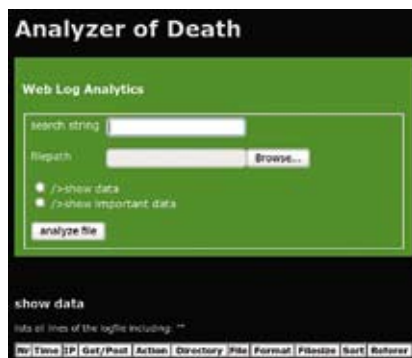 Analyzer of Death
Web Log Analytics
search string
filepath
Browse...
/>show data
/>show important data
analyze file
show data
lists all lines of the logfile including: ""
Nr Time IP Get/Post Action Directory File Format Filesize Sort Referer